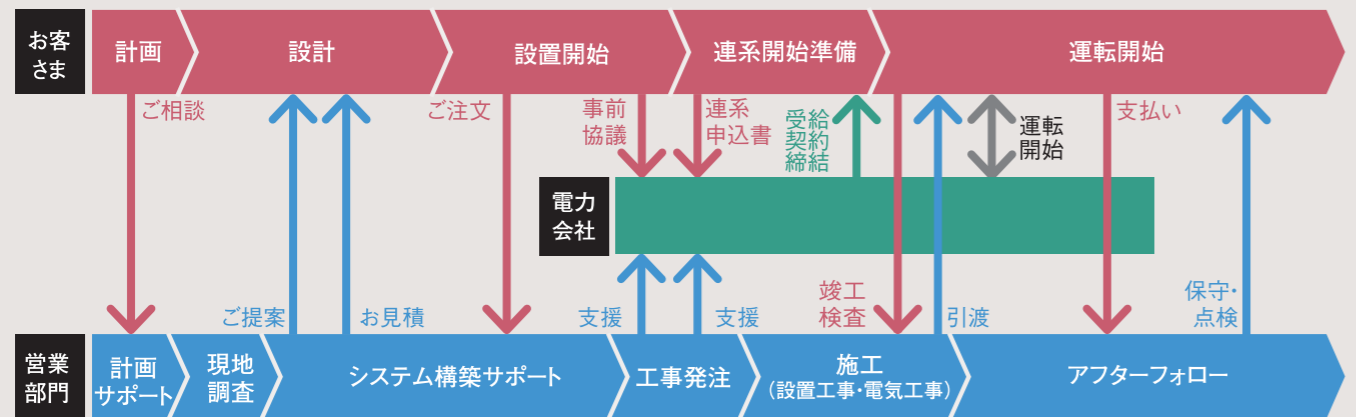 お客
さま
計画
設計
設置開始
連系開始準備
運転開始
ご相談
ご注文
事前
協議
連系
申込書
受給
契約
締結
運転
開始
支払い
電力
会社
ご提案
お見積
支援
支援
竣工
検査
引渡
保守・
点検
営業
部門
計画
サポート
現地
調査
システム構築サポート
工事発注
施工
(設置工事・電気工事)
アフターフォロー